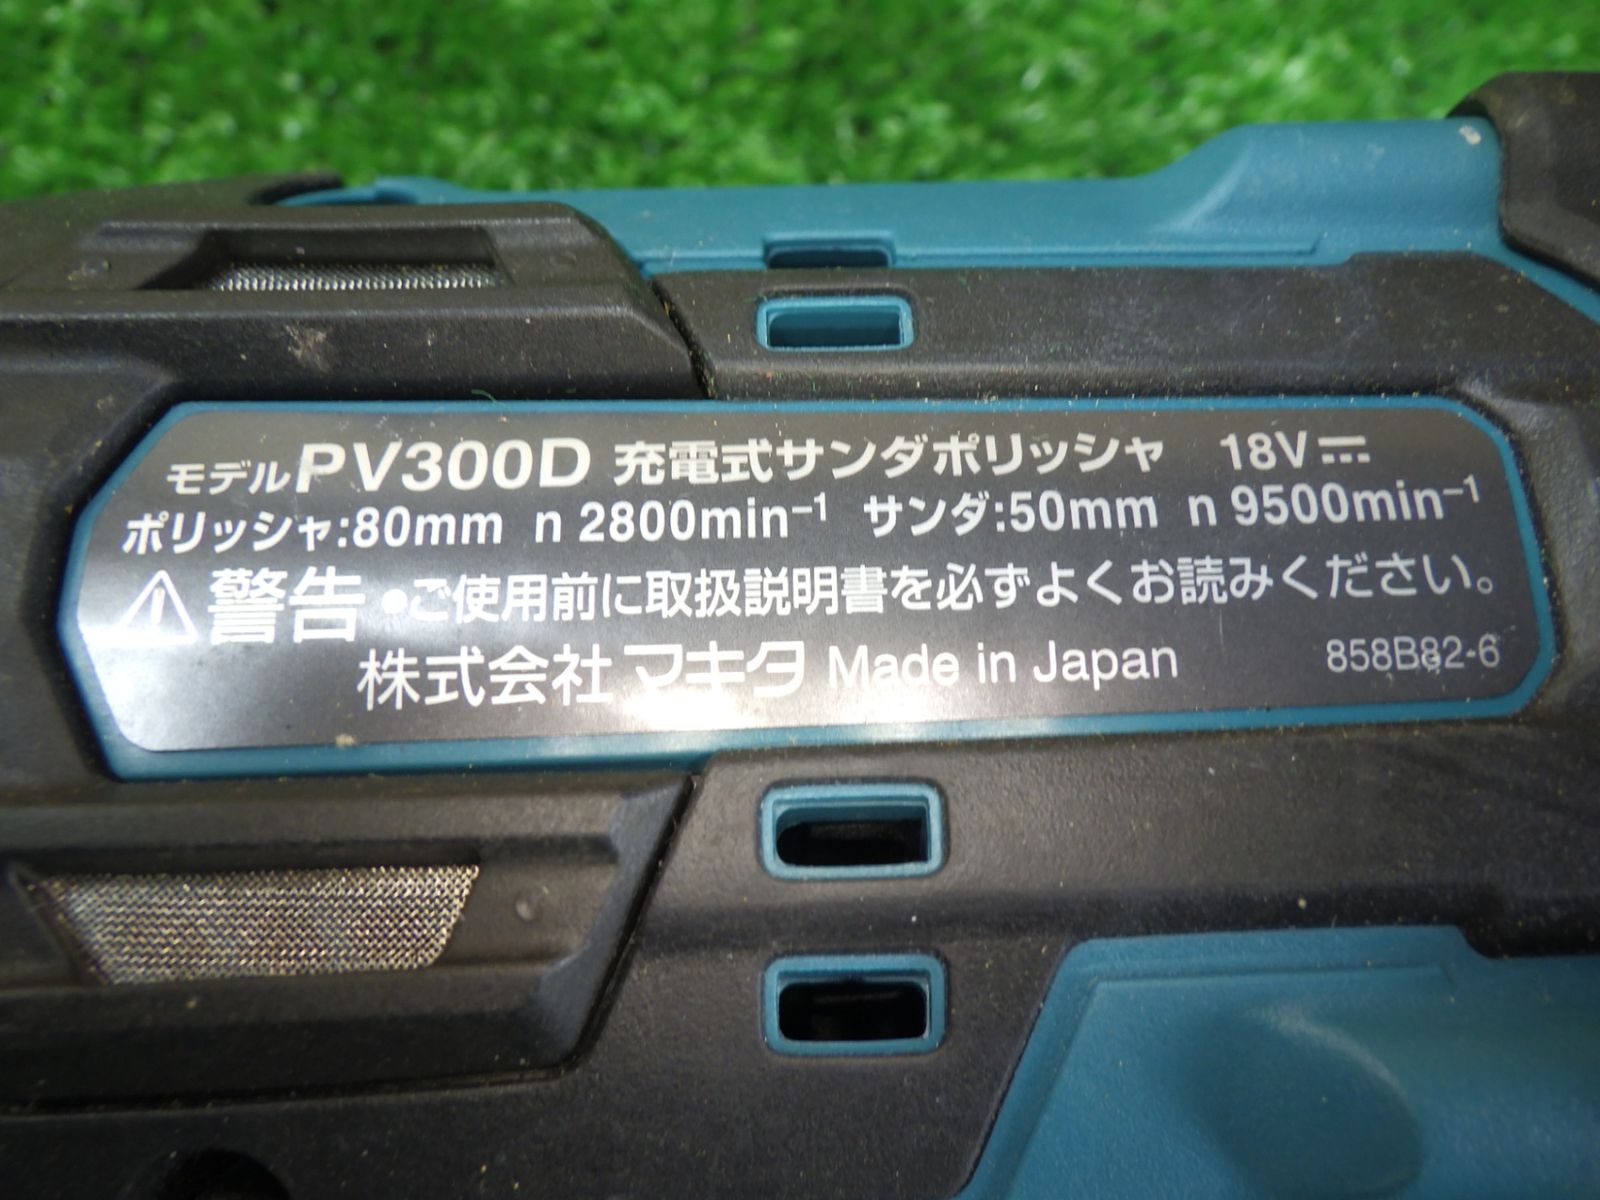 モデルPV300D 充電式サンダポリッシャ 18V⎓
ポリッシャ:80mm n 2800min⁻¹ サンダ:50mm n 9500min⁻¹
⚠警告 ●ご使用前に取扱説明書を必ずよくお読みください。
株式会社マキタ Made in Japan 858B82-6